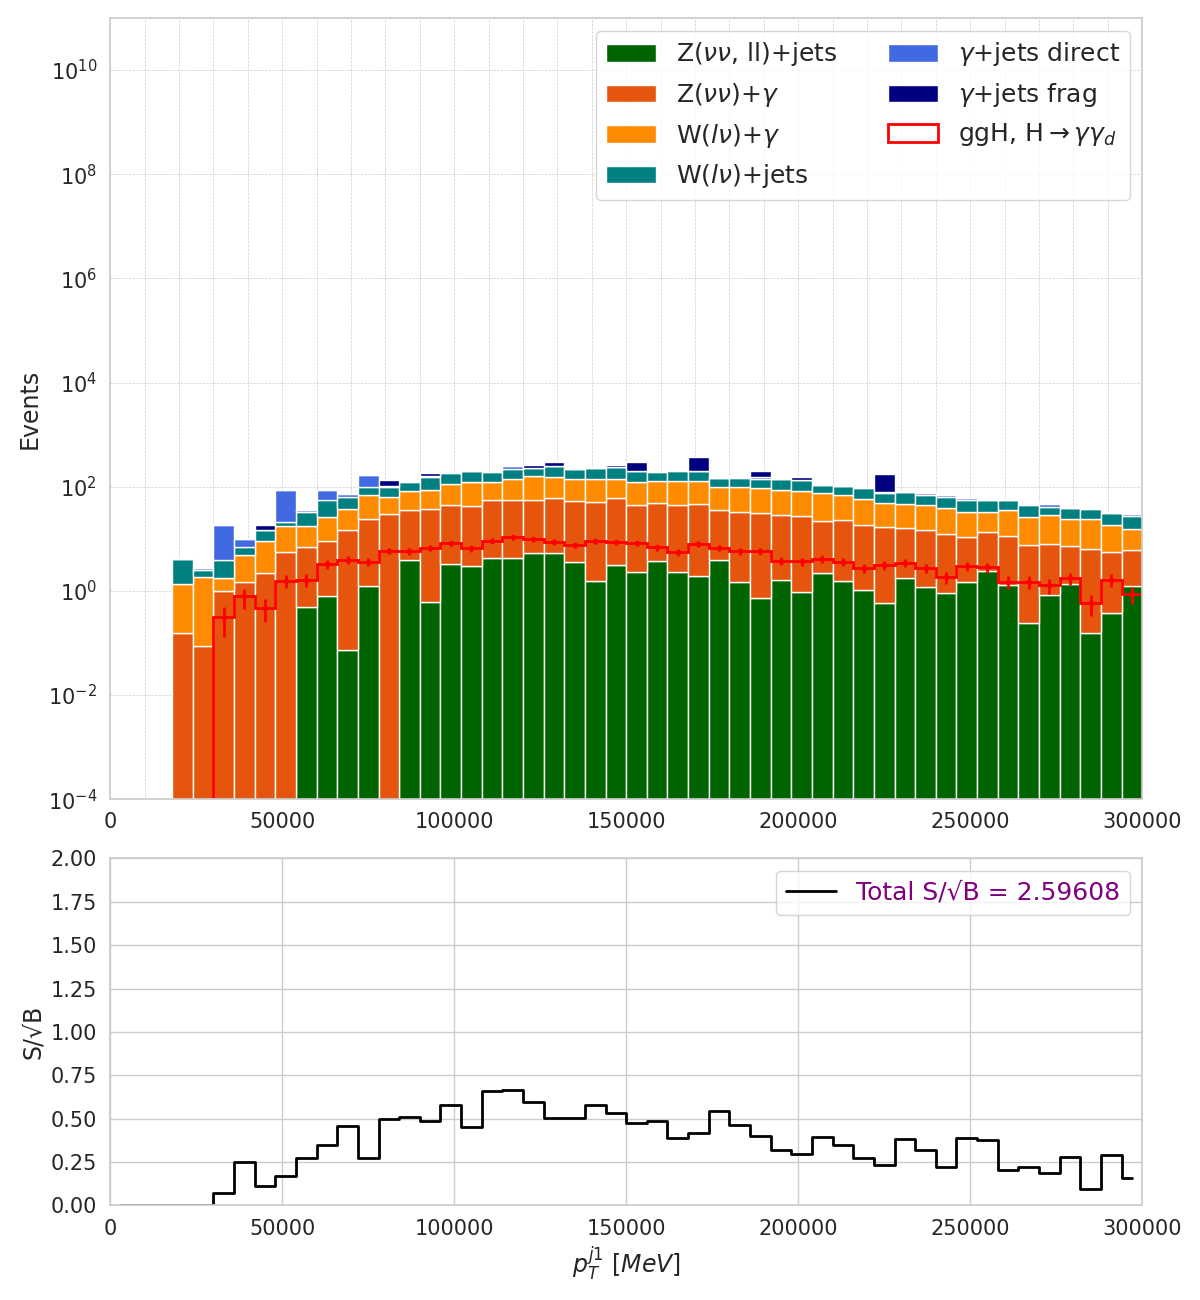 Z(νν, ll)+jets
Z(νν)+γ
W(lν)+γ
W(lν)+jets
γ+jets direct
γ+jets frag
ggH, H→γγ_d
Events
10^10
10^8
10^6
10^4
10^2
10^0
10^−2
10^−4
0 50000 100000 150000 200000 250000 300000
Total S/√B = 2.59608
S/√B
2.00
1.75
1.50
1.25
1.00
0.75
0.50
0.25
0.00
0 50000 100000 150000 200000 250000 300000
p_T^j1 [MeV]